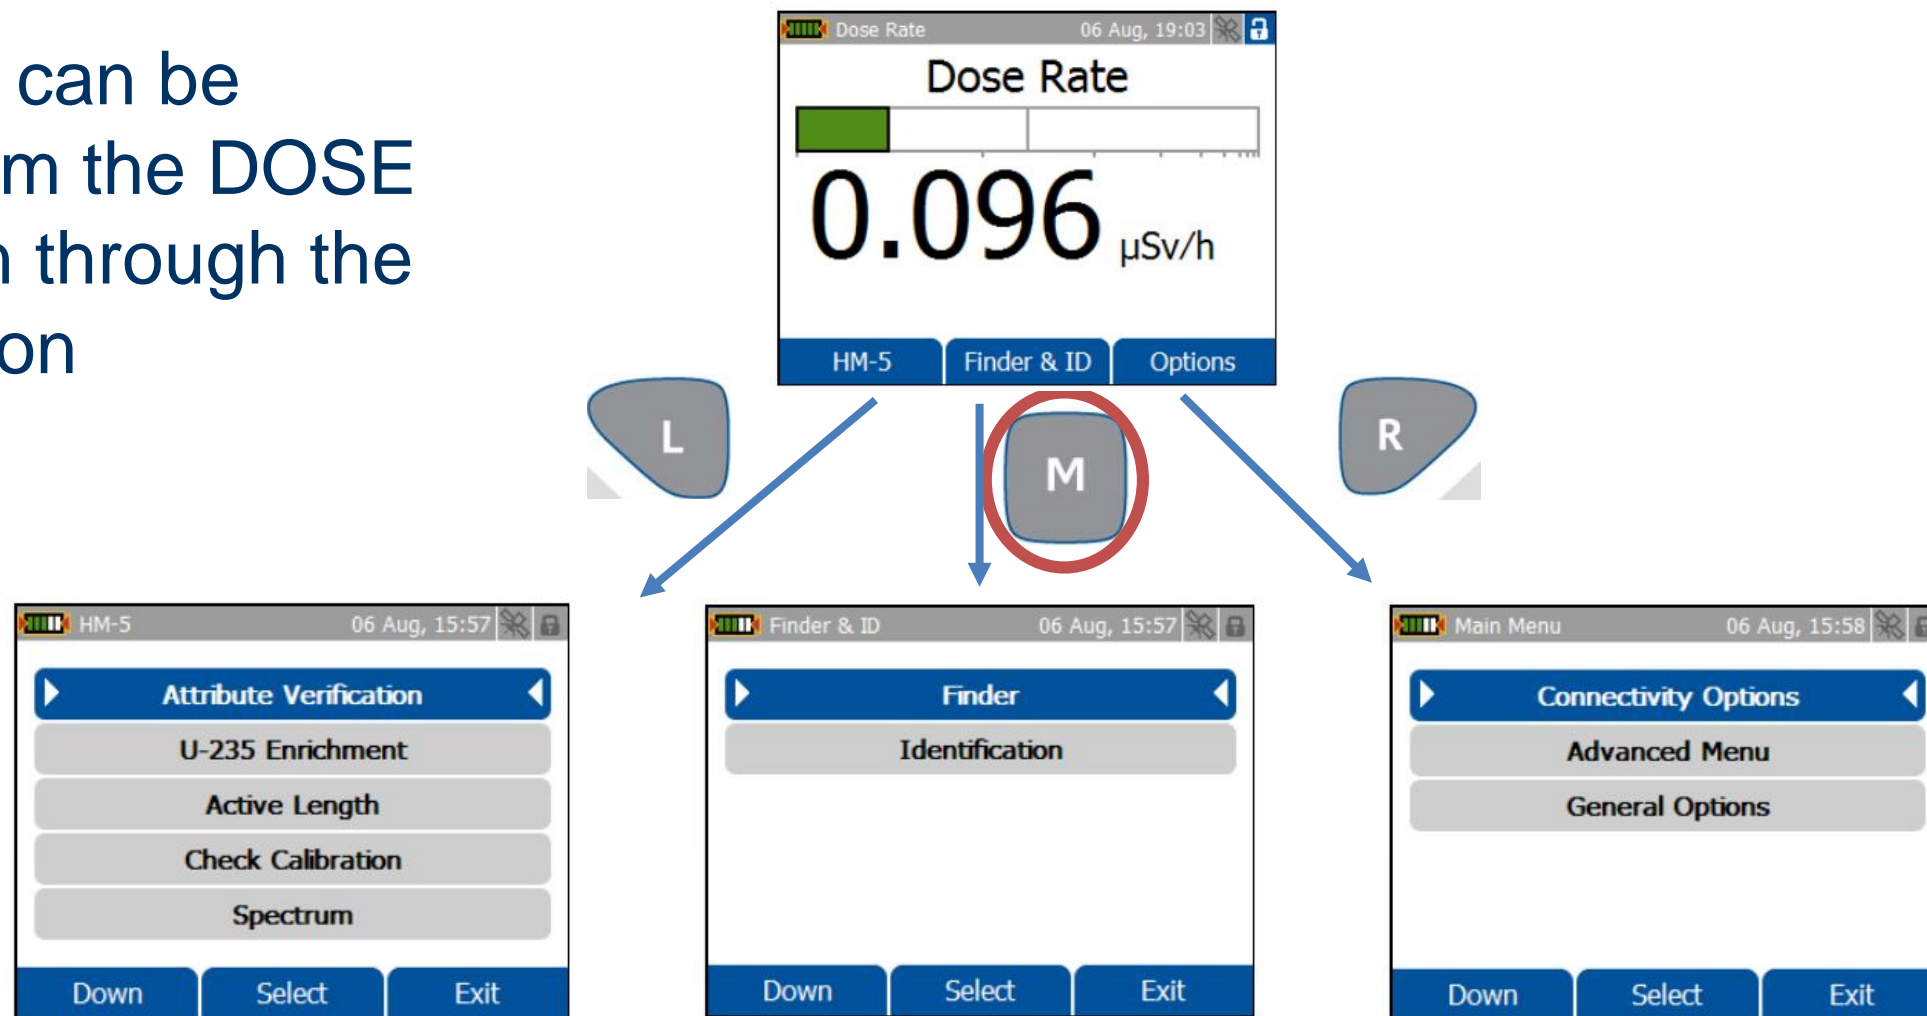 can be
m the DOSE
through the
on
Dose Rate 06 Aug, 19:03
Dose Rate
0.096 µSv/h
HM-5 Finder & ID Options
L
M
R
HM-5 06 Aug, 15:57
Attribute Verification
U-235 Enrichment
Active Length
Check Calibration
Spectrum
Down Select Exit
Finder & ID 06 Aug, 15:57
Finder
Identification
Down Select Exit
Main Menu 06 Aug, 15:58
Connectivity Options
Advanced Menu
General Options
Down Select Exit